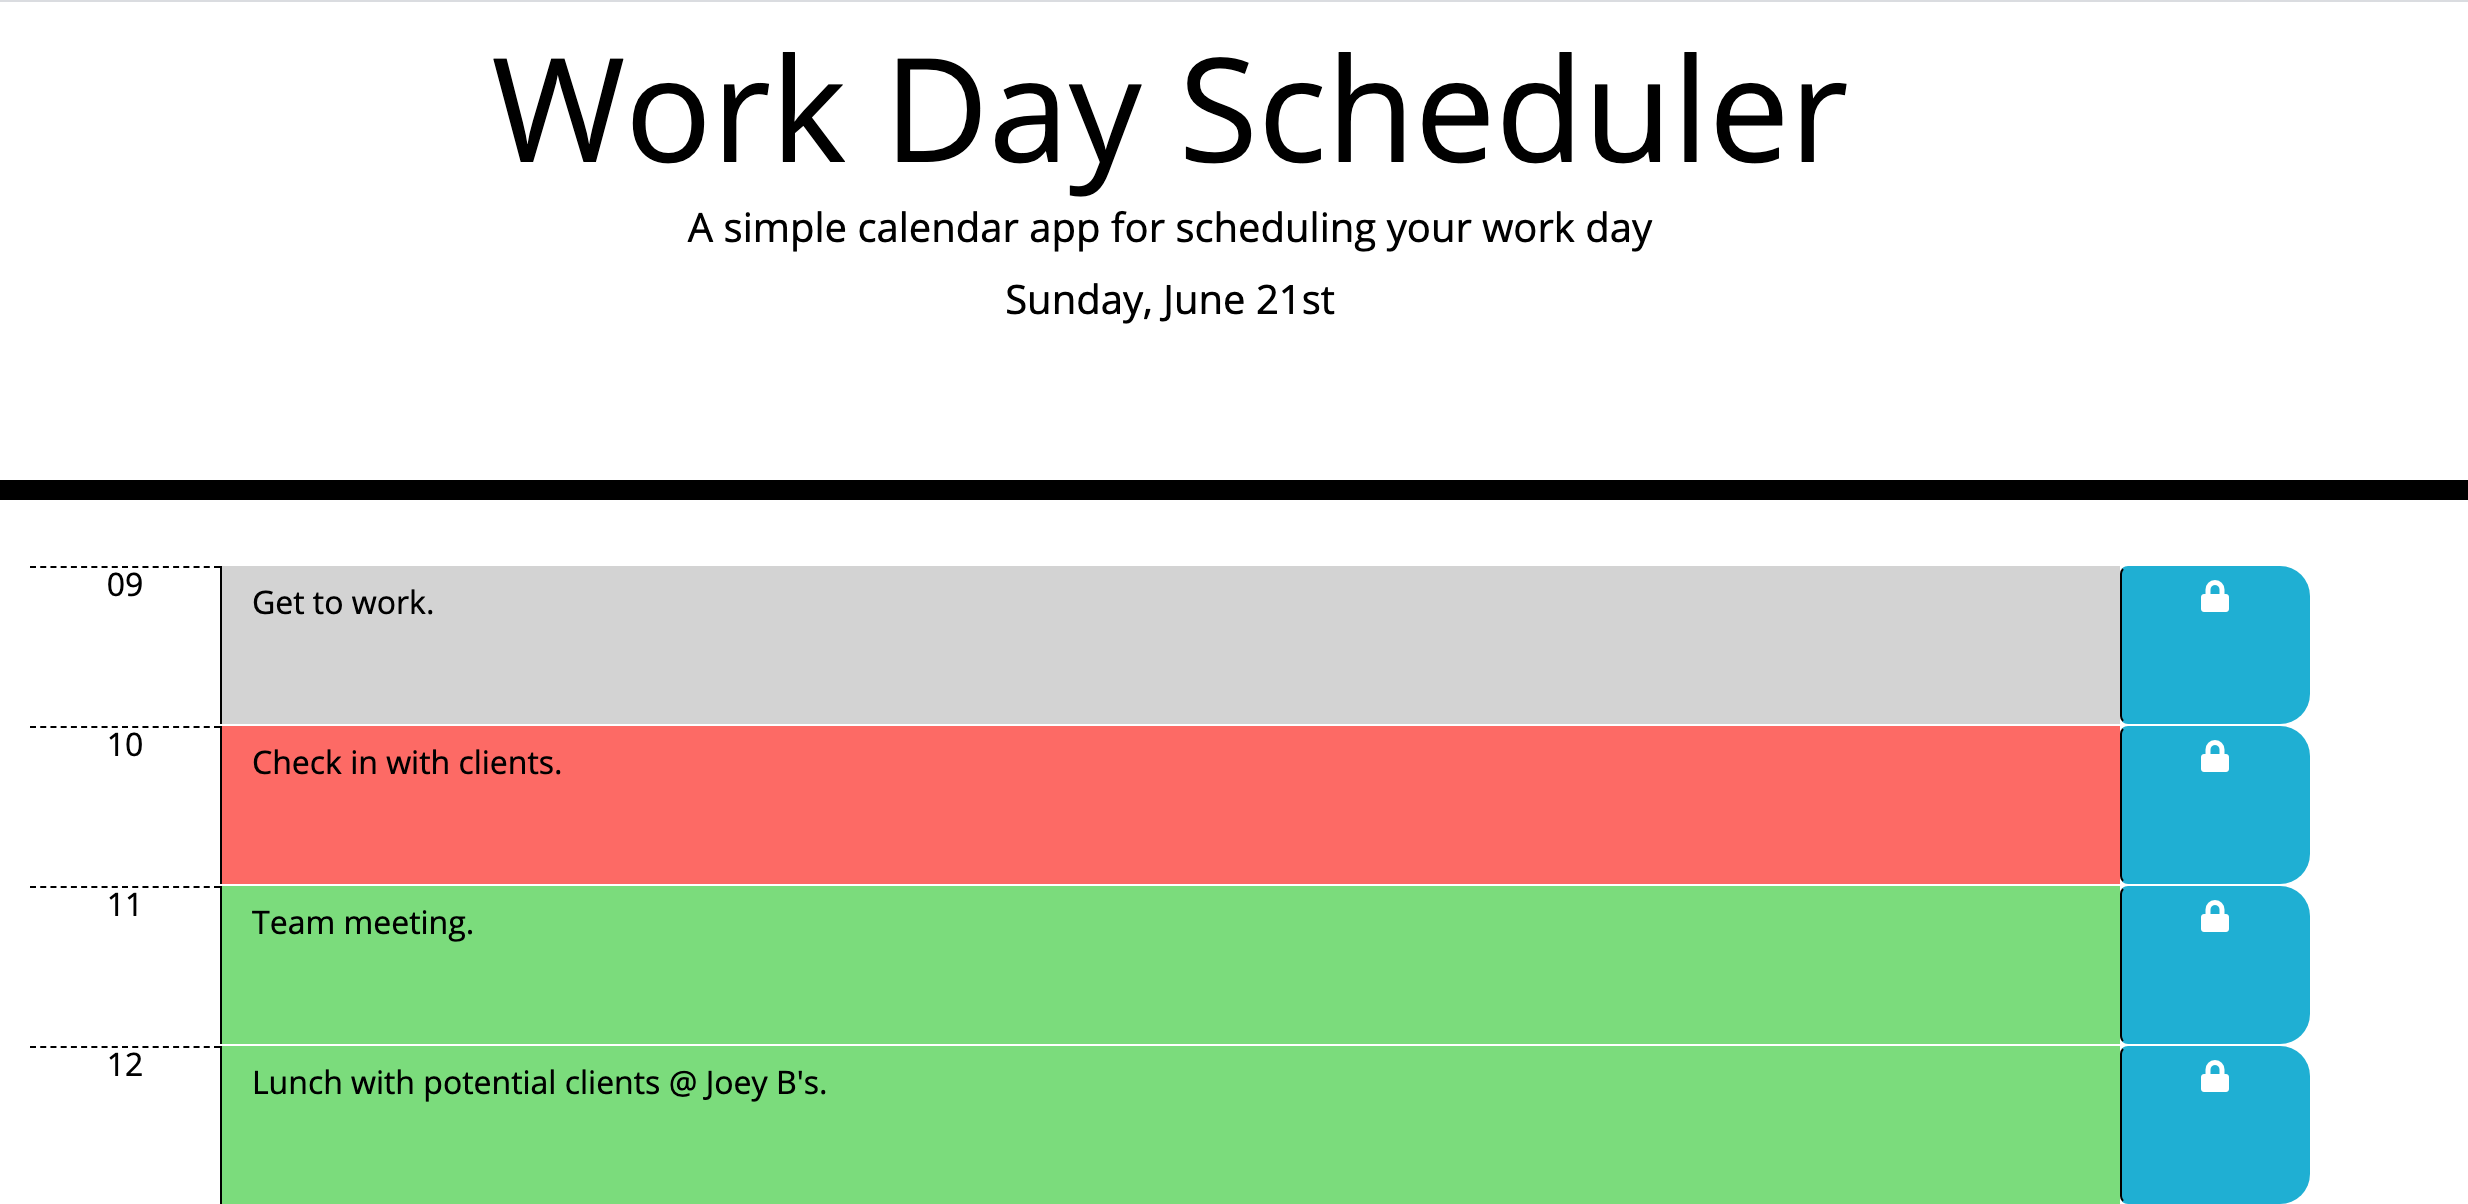 Work Day Scheduler
A simple calendar app for scheduling your work day
Sunday, June 21st
09
Get to work.
10
Check in with clients.
11
Team meeting.
12
Lunch with potential clients @ Joey B's.